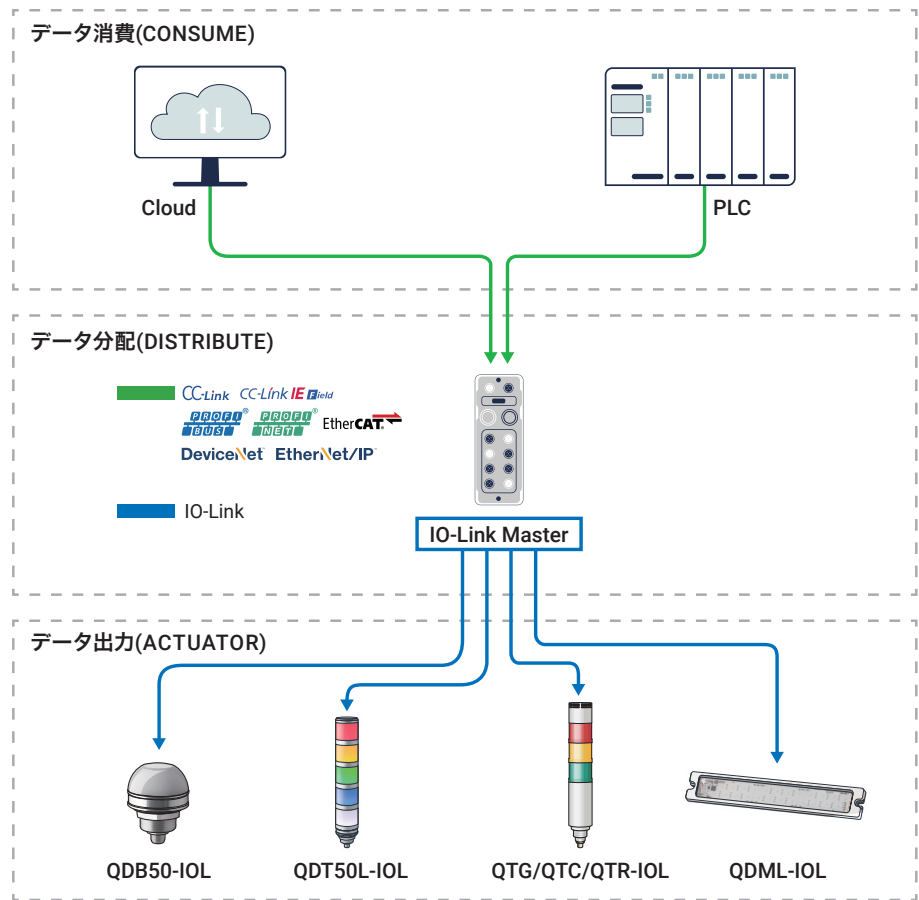 データ消費(CONSUME)
Cloud
PLC
データ分配(DISTRIBUTE)
CC-Link CC-Link IE Field
PROFI BUS® PROFI NET® EtherCAT®
DeviceNet EtherNet/IP
IO-Link
IO-Link Master
データ出力(ACTUATOR)
QDB50-IOL
QDT50L-IOL
QTG/QTC/QTR-IOL
QDML-IOL